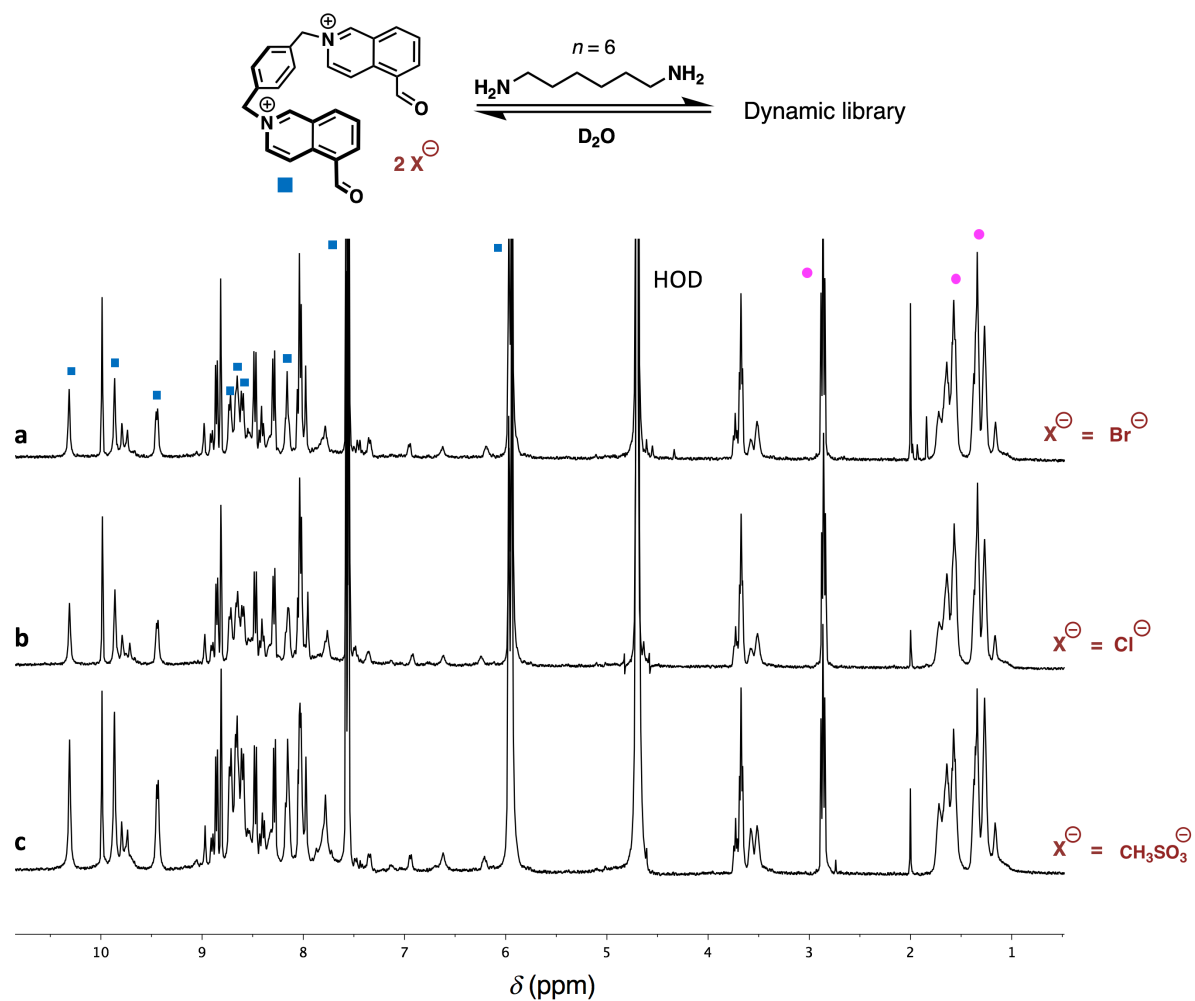 ⊕
N
n = 6
H₂N
NH₂
O
Dynamic library
⊕
N
D₂O
2 X⊖
O
HOD
a
X⊖ = Br⊖
b
X⊖ = Cl⊖
c
X⊖ = CH₃SO₃⊖
10 9 8 7 6 5 4 3 2 1
δ (ppm)